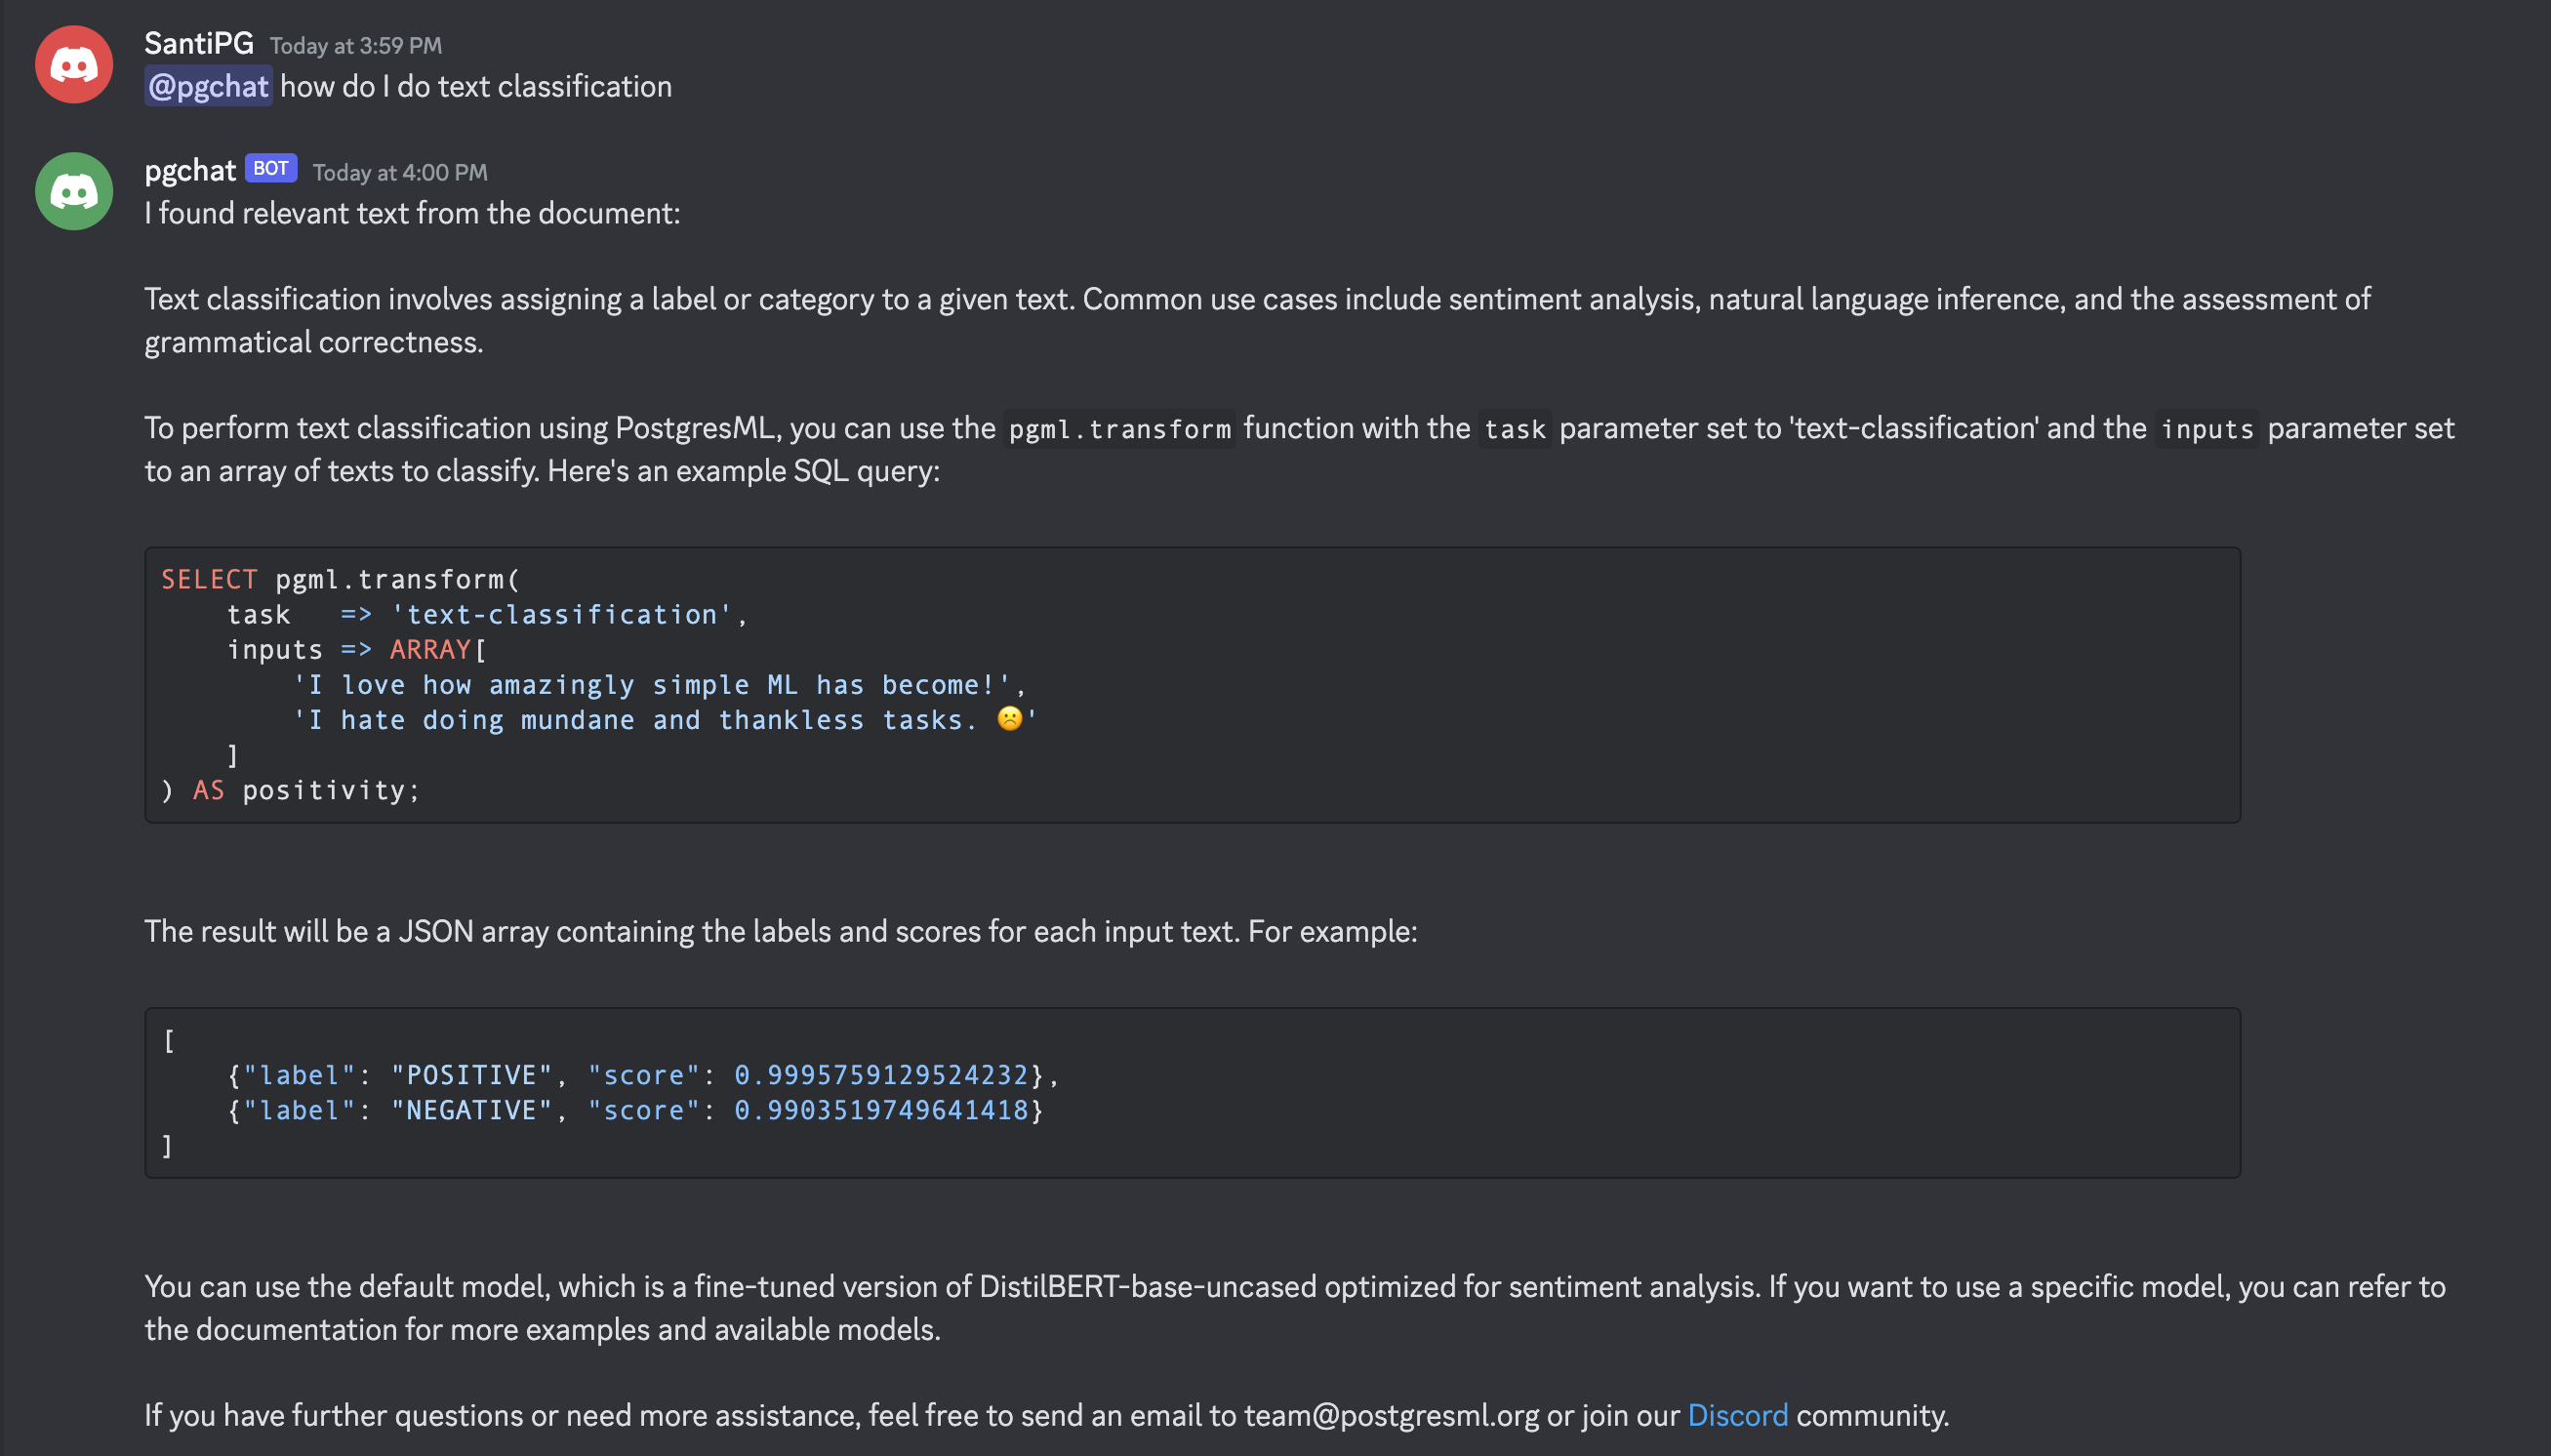 SantiPG Today at 3:59 PM
@pgchat how do I do text classification
pgchat BOT Today at 4:00 PM
I found relevant text from the document:
Text classification involves assigning a label or category to a given text. Common use cases include sentiment analysis, natural language inference, and the assessment of
grammatical correctness.
To perform text classification using PostgresML, you can use the pgml.transform function with the task parameter set to 'text-classification' and the inputs parameter set
to an array of texts to classify. Here's an example SQL query:
SELECT pgml.transform(
    task   => 'text-classification',
    inputs => ARRAY[
        'I love how amazingly simple ML has become!',
        'I hate doing mundane and thankless tasks. ☹️'
    ]
) AS positivity;
The result will be a JSON array containing the labels and scores for each input text. For example:
[
    {"label": "POSITIVE", "score": 0.9995759129524232},
    {"label": "NEGATIVE", "score": 0.9903519749641418}
]
You can use the default model, which is a fine-tuned version of DistilBERT-base-uncased optimized for sentiment analysis. If you want to use a specific model, you can refer to
the documentation for more examples and available models.
If you have further questions or need more assistance, feel free to send an email to team@postgresml.org or join our Discord community.